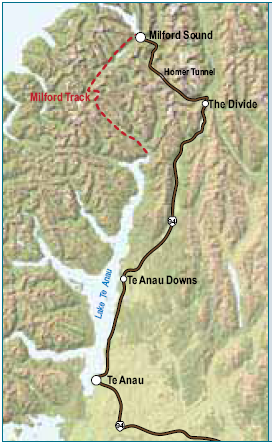 Milford Sound
Homer Tunnel
Milford Track
The Divide
94
Te Anau Downs
Lake Te Anau
Te Anau
94